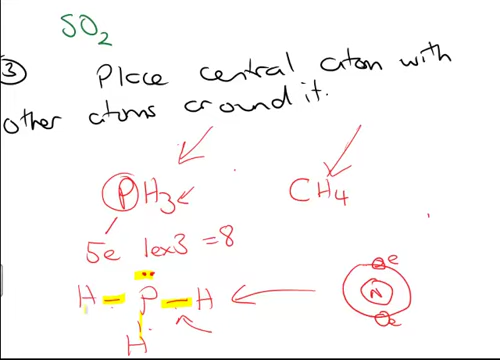 SO2
③ Place central atom with
other atoms around it.
PH3 CH4
5e 1ex3 = 8
H – P – H
H
N
e
e